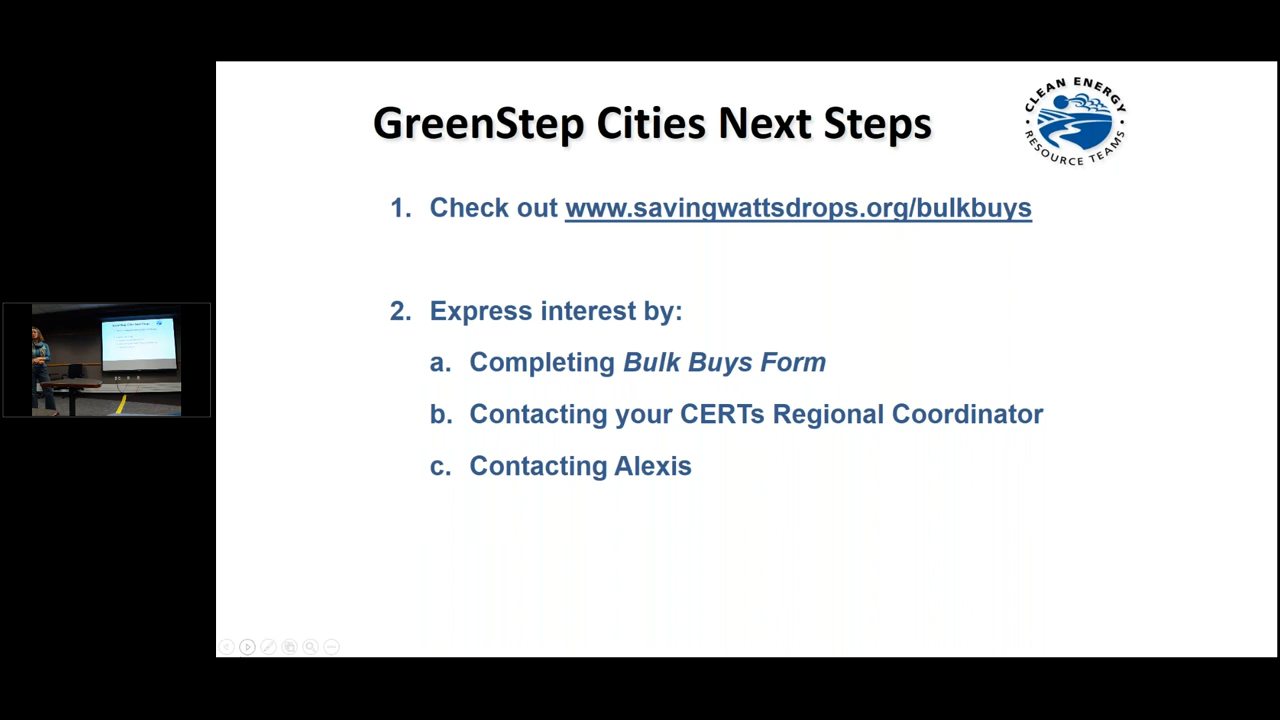 GreenStep Cities Next Steps
CLEAN ENERGY
RESOURCE TEAMS
1. Check out www.savingwattsdrops.org/bulkbuys
2. Express interest by:
a. Completing Bulk Buys Form
b. Contacting your CERTs Regional Coordinator
c. Contacting Alexis